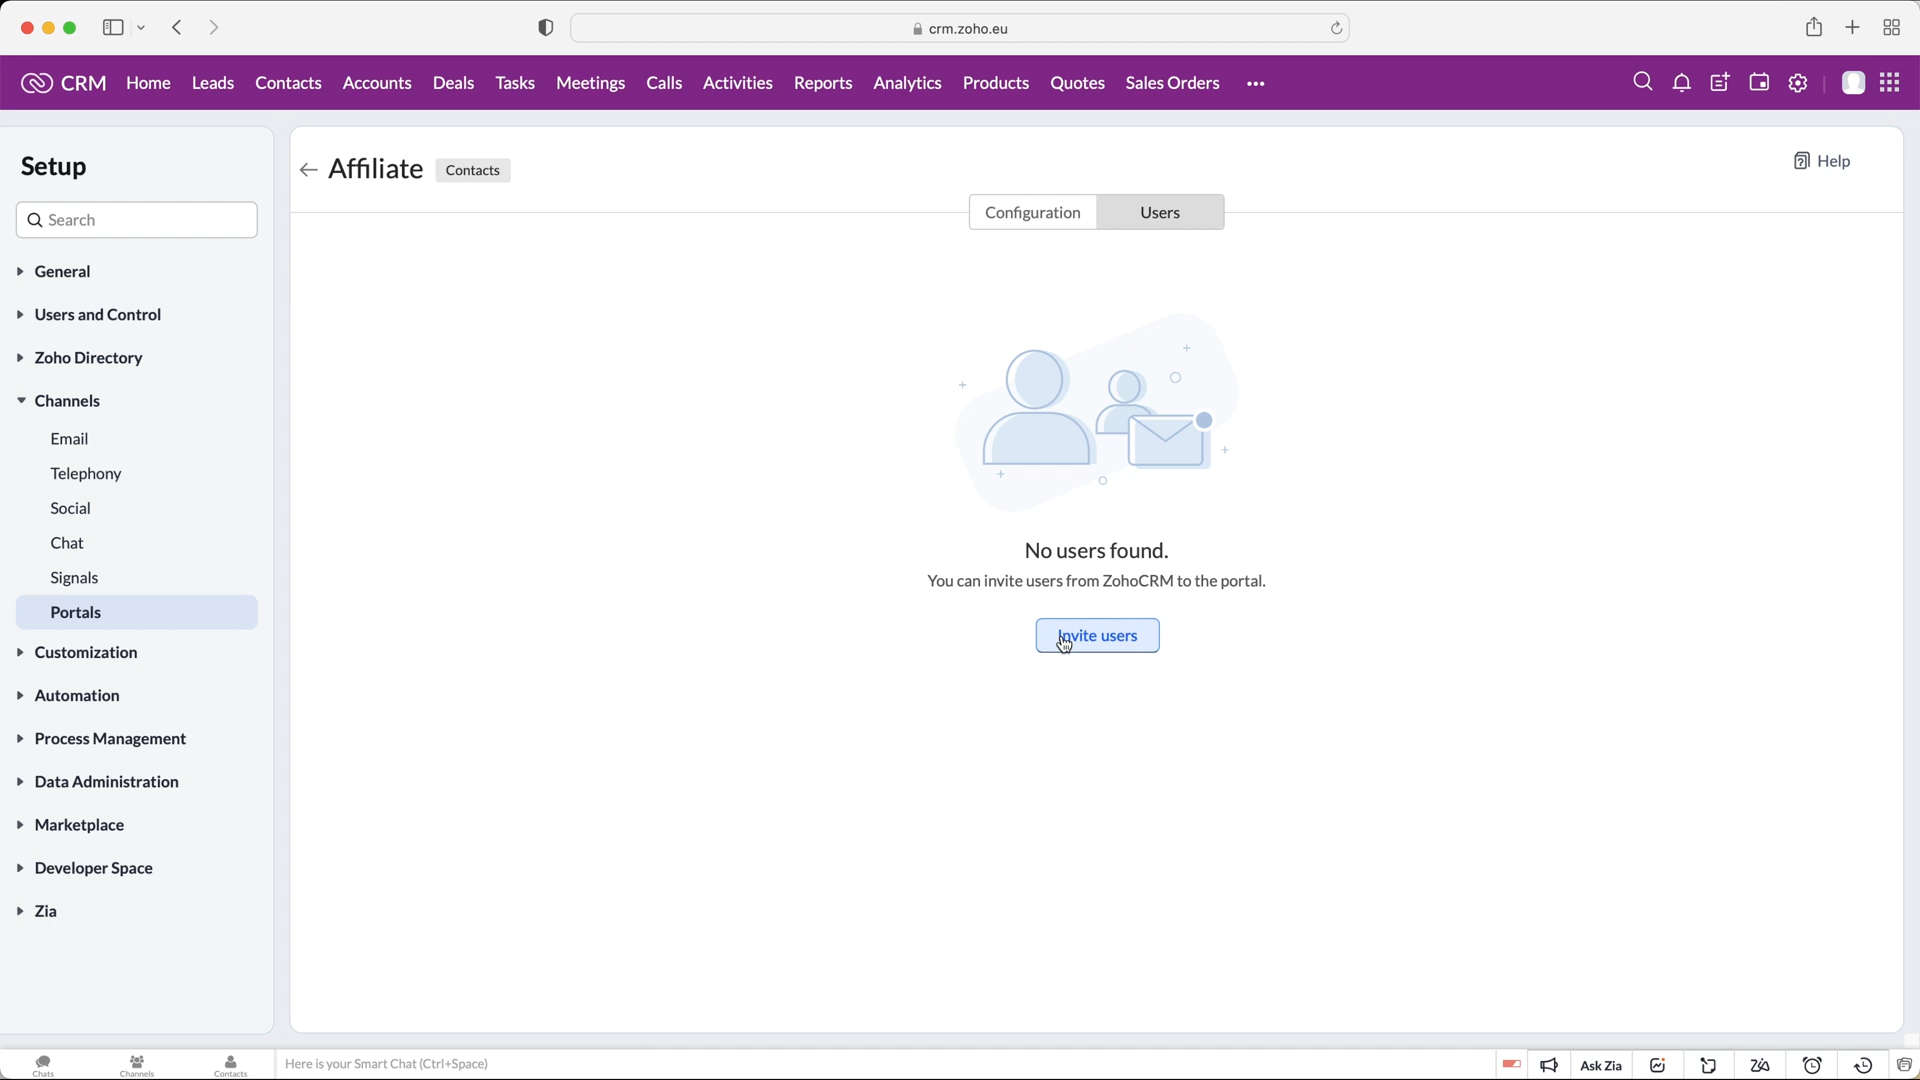 crm.zoho.eu
CRM Home Leads Contacts Accounts Deals Tasks Meetings Calls Activities Reports Analytics Products Quotes Sales Orders
Setup
Search
General
Users and Control
Zoho Directory
Channels
Email
Telephony
Social
Chat
Signals
Portals
Customization
Automation
Process Management
Data Administration
Marketplace
Developer Space
Zia
Affiliate Contacts
Help
Configuration Users
No users found.
You can invite users from ZohoCRM to the portal.
Invite users
Chats Channels Contacts
Here is your Smart Chat (Ctrl+Space)
Ask Zia